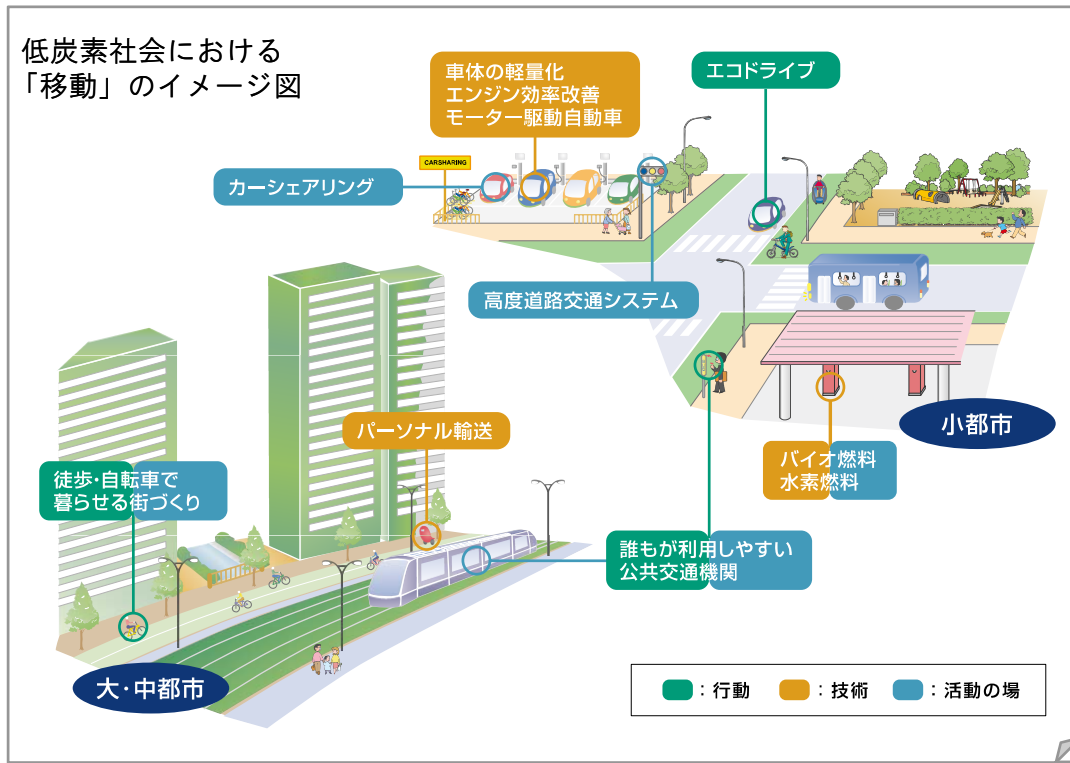 低炭素社会における
「移動」のイメージ図
車体の軽量化
エンジン効率改善
モーター駆動自動車
エコドライブ
CARSHARING
カーシェアリング
高度道路交通システム
小都市
パーソナル輸送
バイオ燃料
水素燃料
徒歩・自転車で
暮らせる街づくり
誰もが利用しやすい
公共交通機関
大・中都市
：行動
：技術
：活動の場